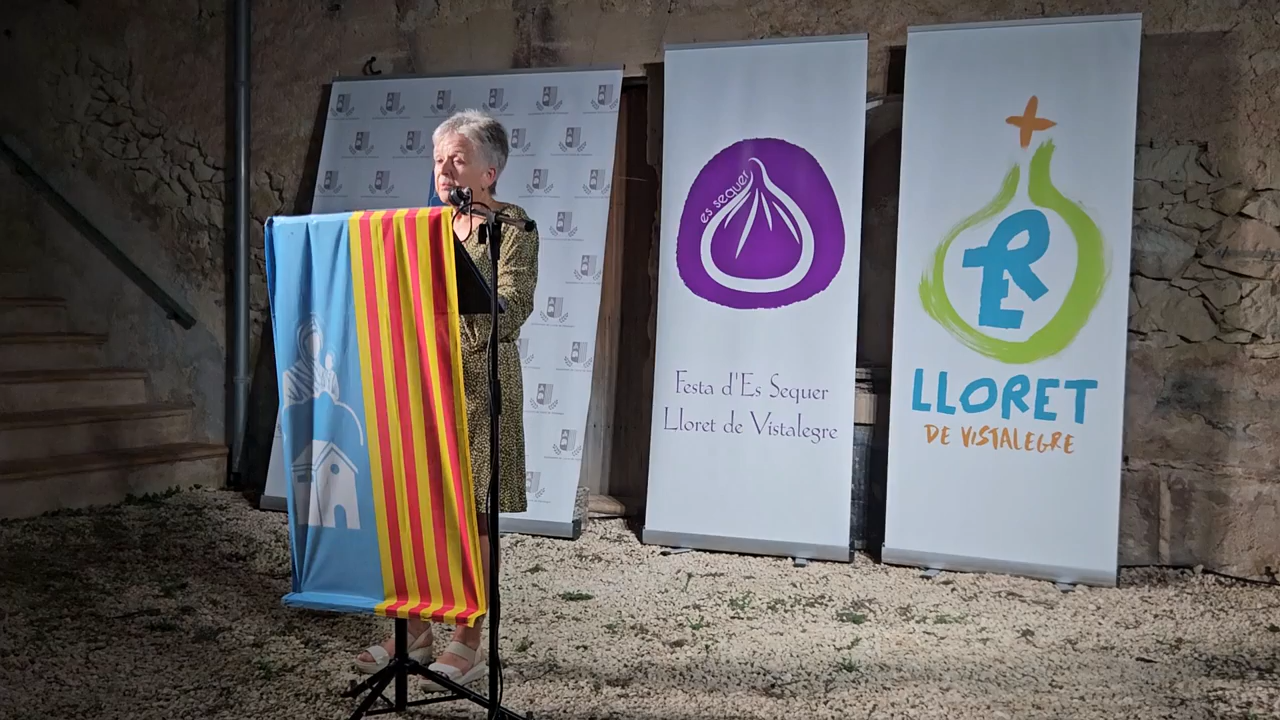 es sequer
Festa d'Es Sequer
Lloret de Vistalegre
LLORET
DE VISTALEGRE